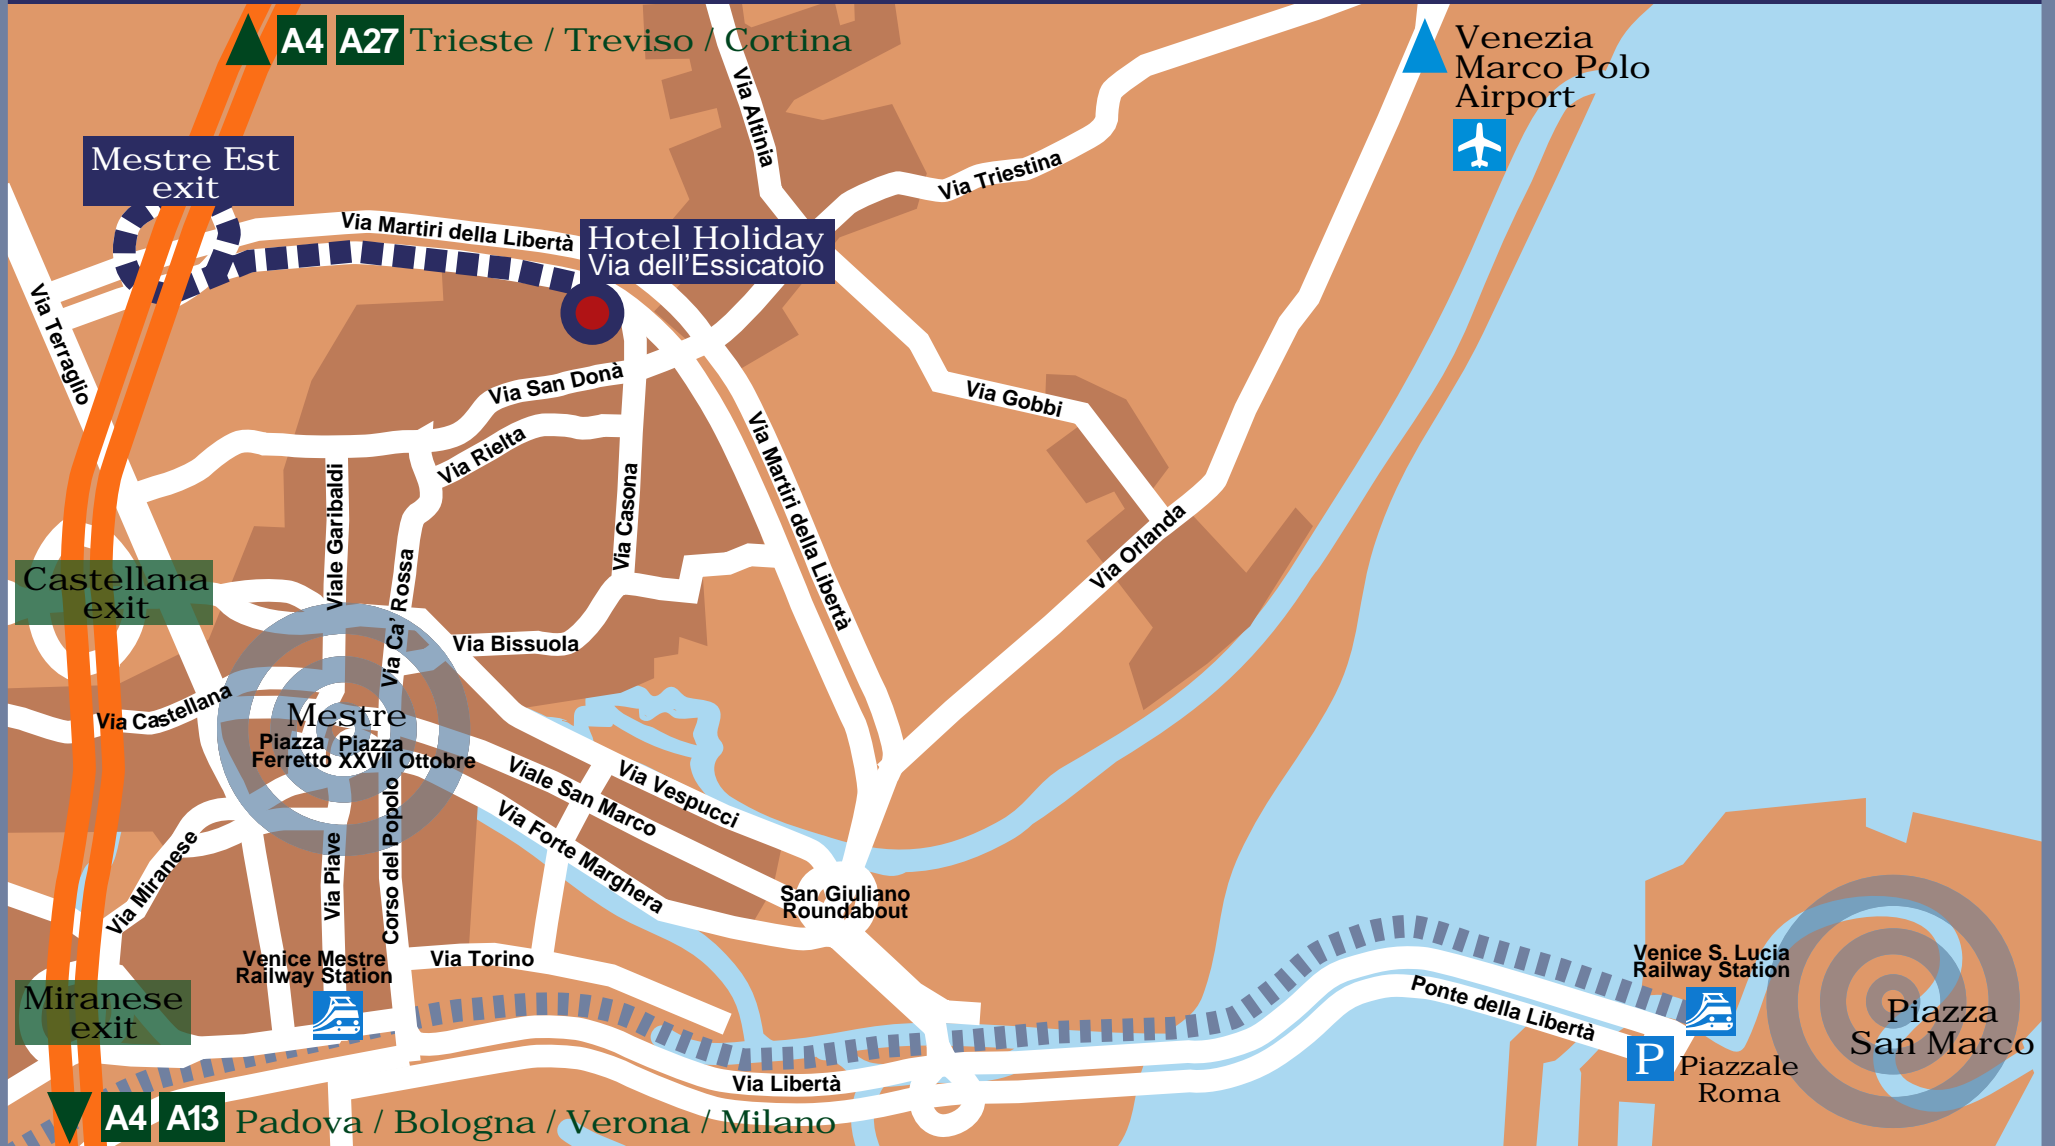 A4 A27 Trieste / Treviso / Cortina
Venezia
Marco Polo
Airport
Via Altinia
Mestre Est
exit
Via Triestina
Via Martiri della Libertà
Hotel Holiday
Via dell'Essicatoio
Via Terraglio
Via San Donà
Via Gobbi
Via Rielta
Via Martiri della Libertà
Viale Garibaldi
Via Casona
Via Orlanda
Via Ca' Rossa
Castellana
exit
Via Bissuola
Via Castellana
Mestre
Piazza
Ferretto
Piazza
XXVII Ottobre
Viale San Marco
Via Vespucci
Via Forte Marghera
Via Miranese
Via Piave
Corso del Popolo
San Giuliano
Roundabout
Venice Mestre
Railway Station
Via Torino
Venice S. Lucia
Railway Station
Miranese
exit
Ponte della Libertà
Piazza
San Marco
P
Piazzale
Roma
Via Libertà
A4 A13 Padova / Bologna / Verona / Milano